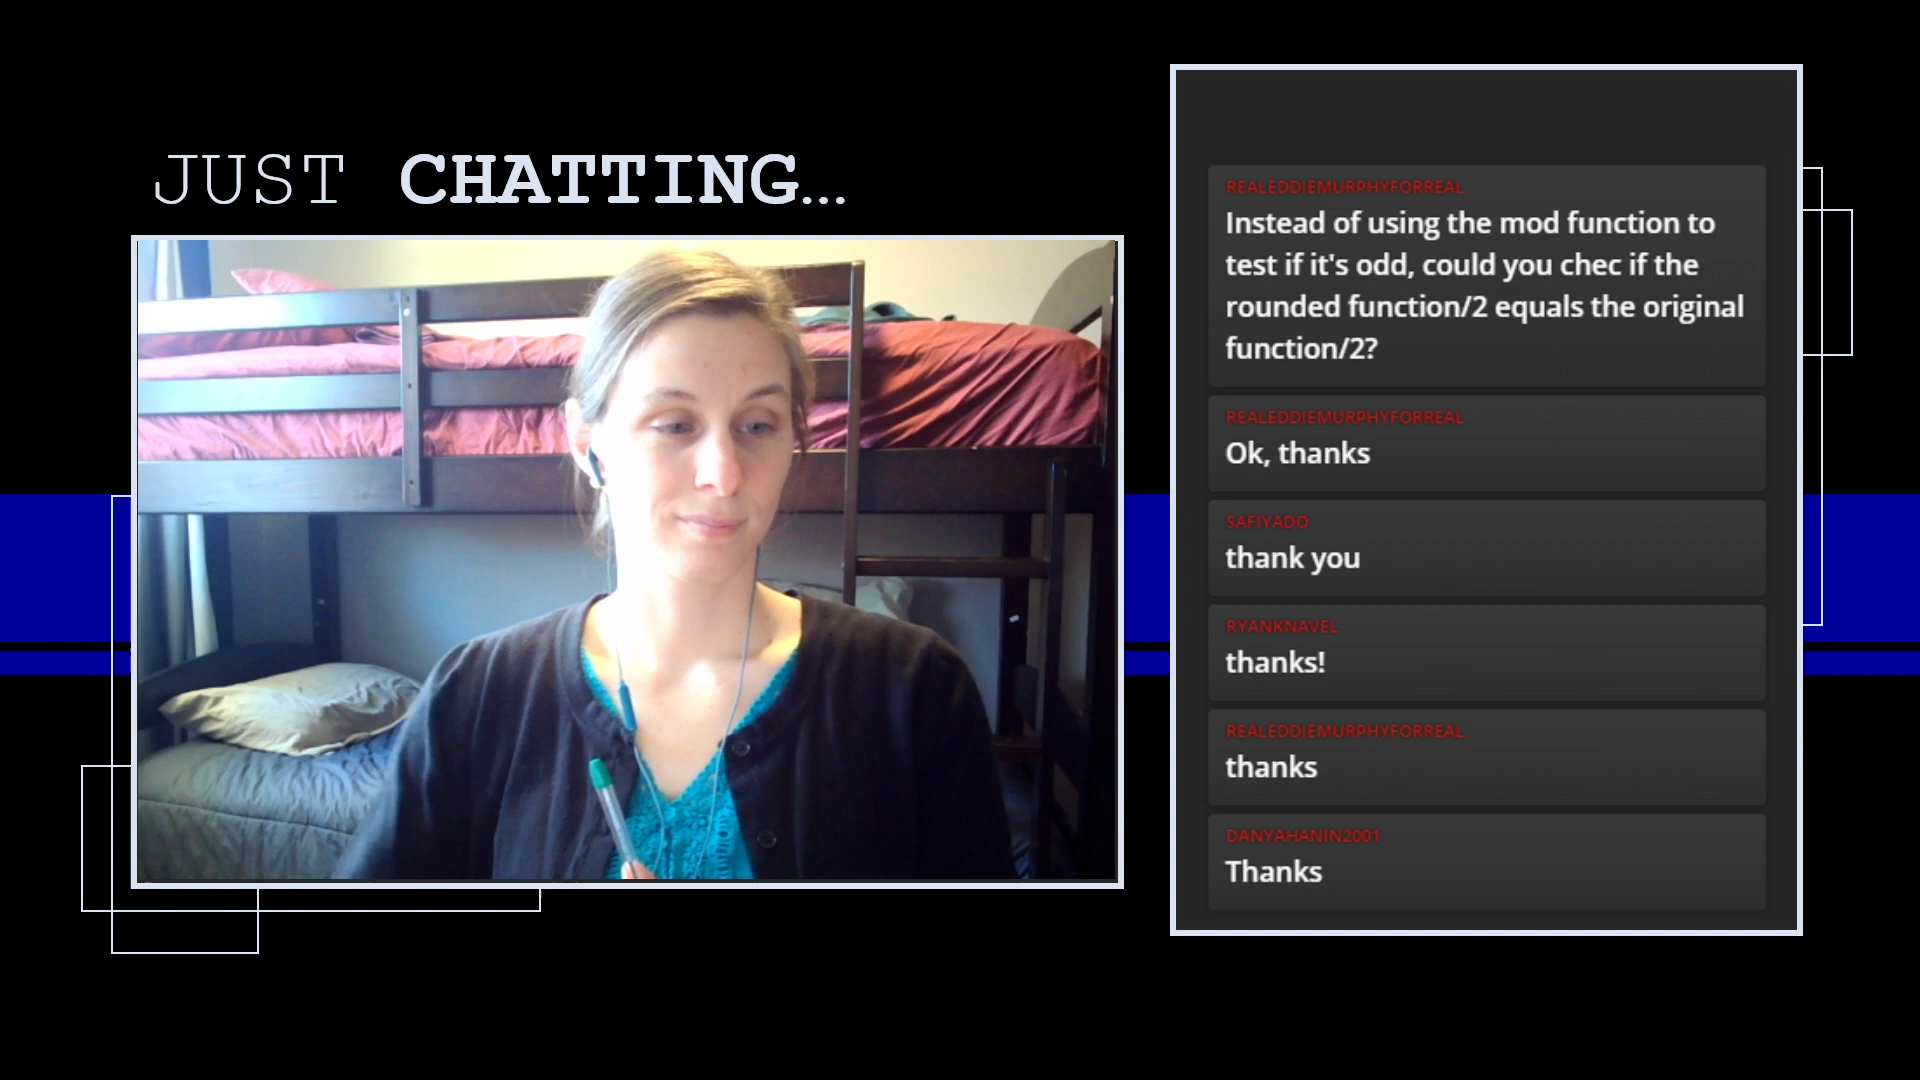 JUST CHATTING...
REALEDDIEMURPHYFORREAL
Instead of using the mod function to
test if it's odd, could you chec if the
rounded function/2 equals the original
function/2?
REALEDDIEMURPHYFORREAL
Ok, thanks
SAFIYADO
thank you
RYANKNAVEL
thanks!
REALEDDIEMURPHYFORREAL
thanks
DANYAHANIN2001
Thanks